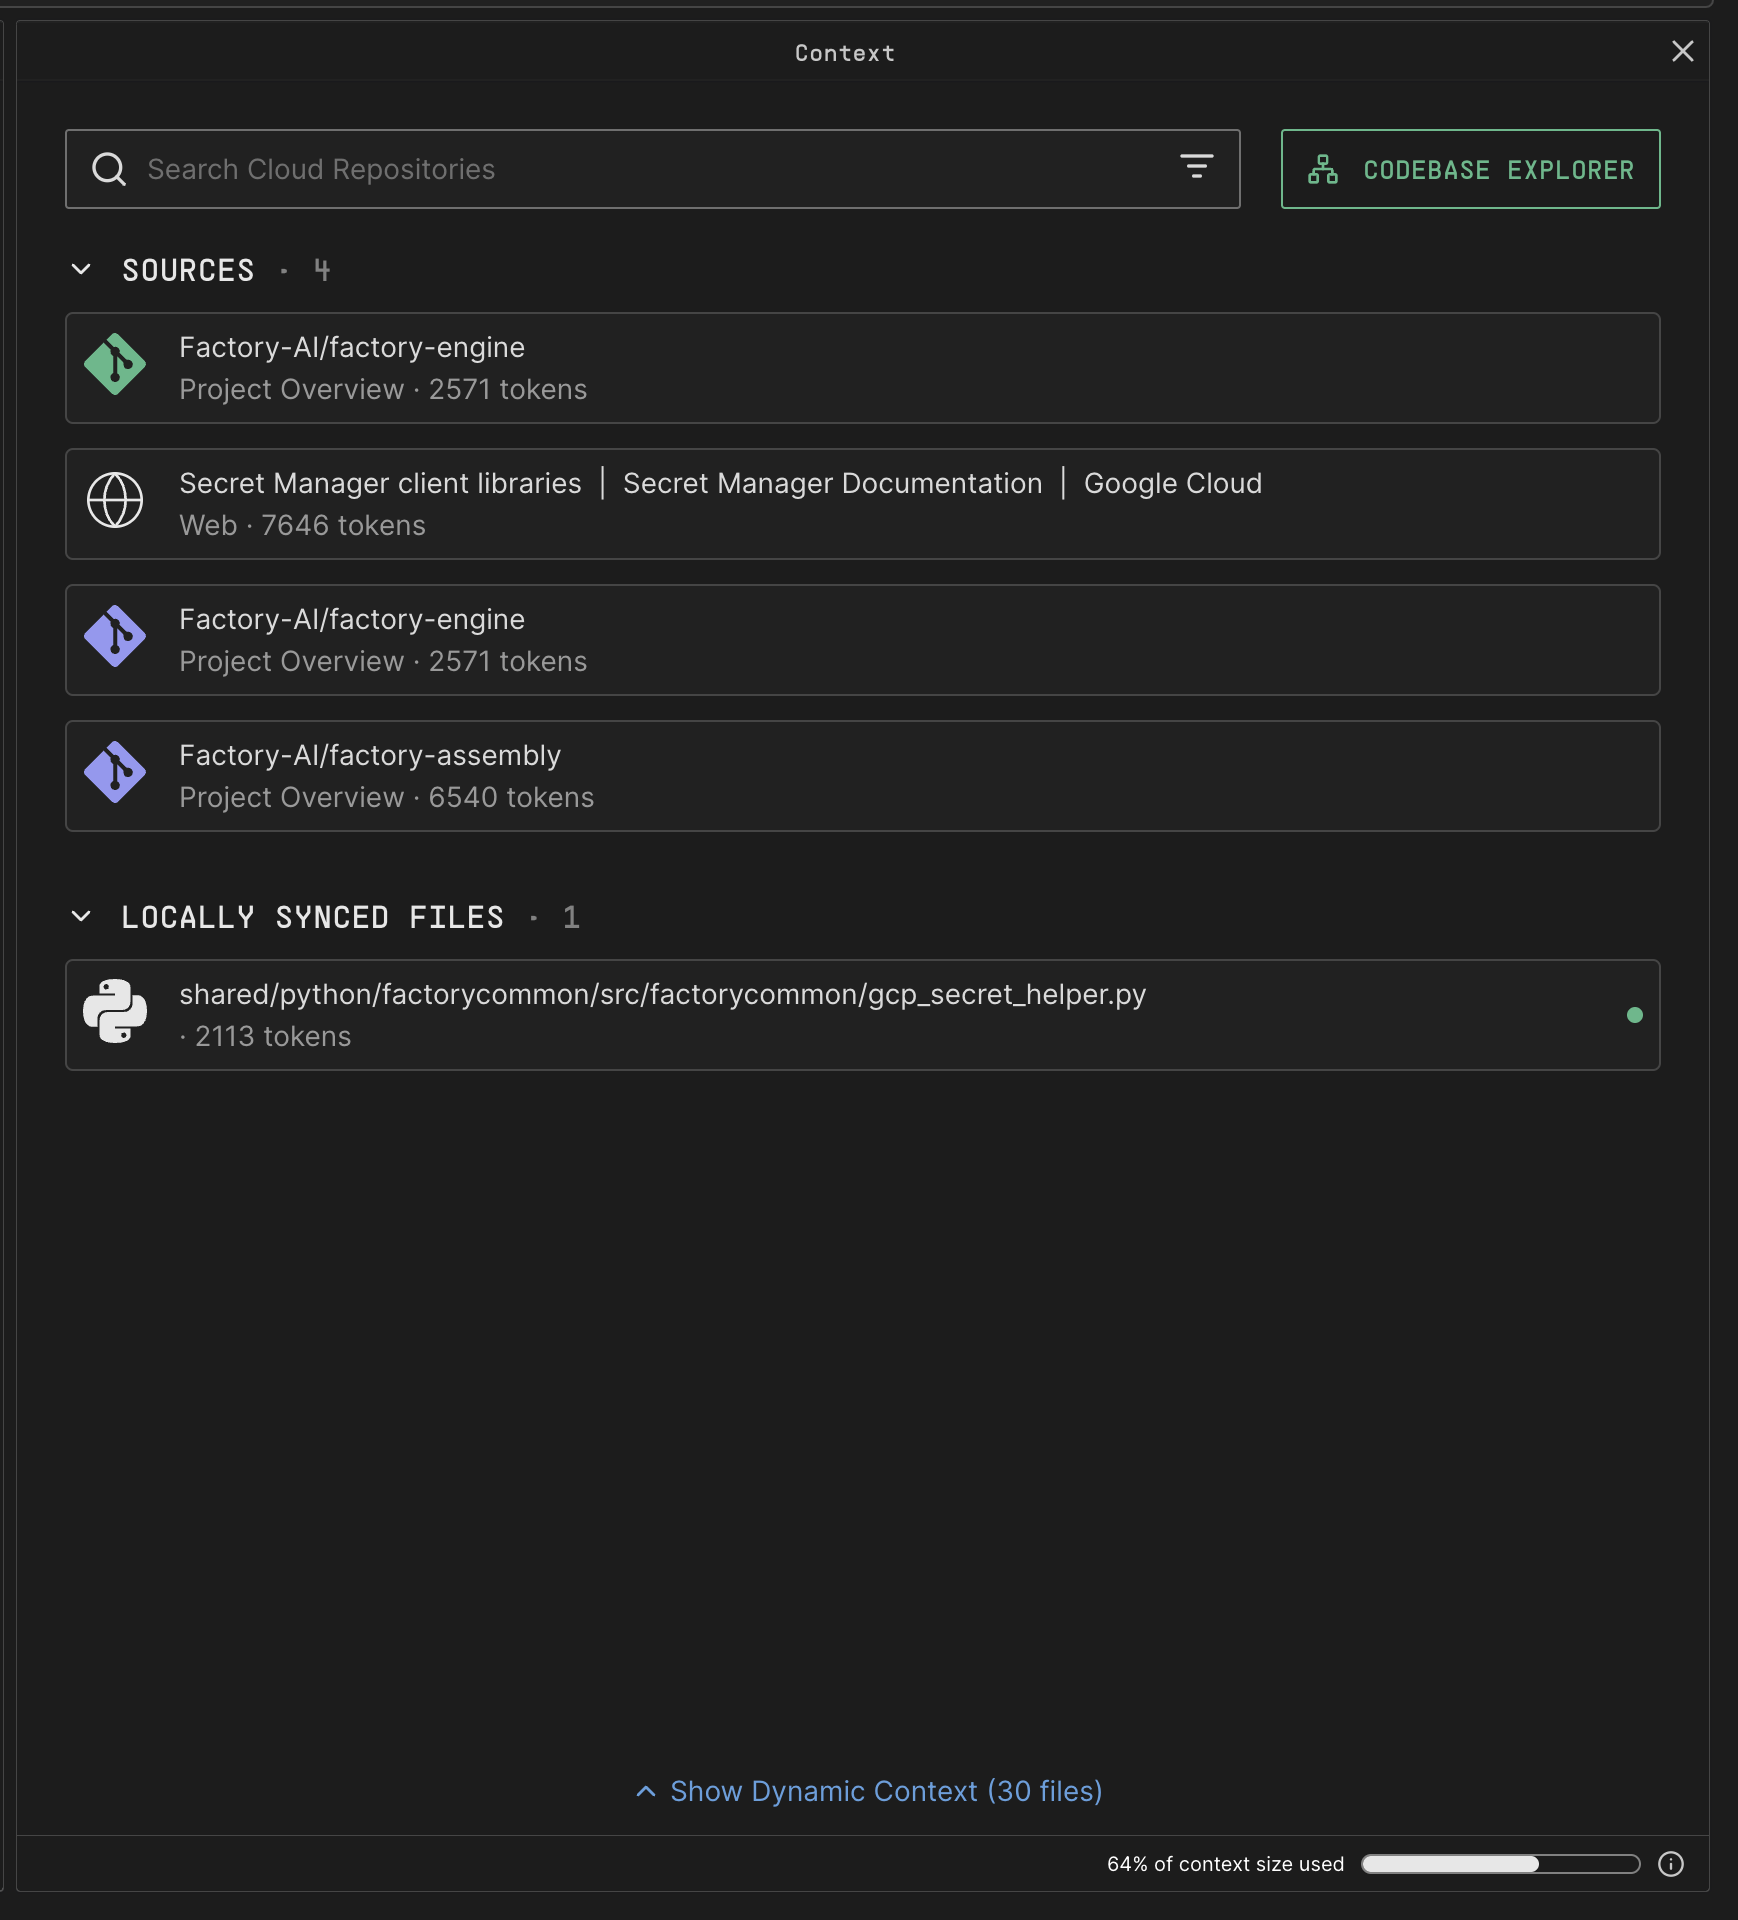 Context
Search Cloud Repositories
CODEBASE EXPLORER
SOURCES · 4
Factory-AI/factory-engine
Project Overview · 2571 tokens
Secret Manager client libraries | Secret Manager Documentation | Google Cloud
Web · 7646 tokens
Factory-AI/factory-engine
Project Overview · 2571 tokens
Factory-AI/factory-assembly
Project Overview · 6540 tokens
LOCALLY SYNCED FILES · 1
shared/python/factorycommon/src/factorycommon/gcp_secret_helper.py
· 2113 tokens
Show Dynamic Context (30 files)
64% of context size used